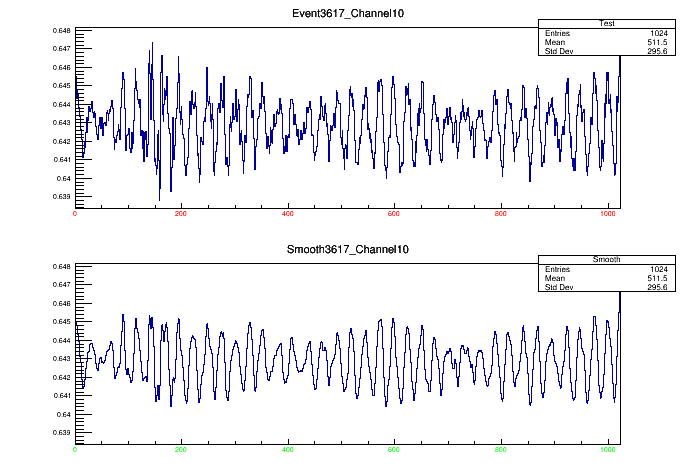 Event3617_Channel10
Test
Entries 1024
Mean 511.5
Std Dev 295.6
0.648
0.647
0.646
0.645
0.644
0.643
0.642
0.641
0.64
0.639
0 200 400 600 800 1000
Smooth3617_Channel10
Smooth
Entries 1024
Mean 511.5
Std Dev 295.6
0.648
0.647
0.646
0.645
0.644
0.643
0.642
0.641
0.64
0.639
0 200 400 600 800 1000